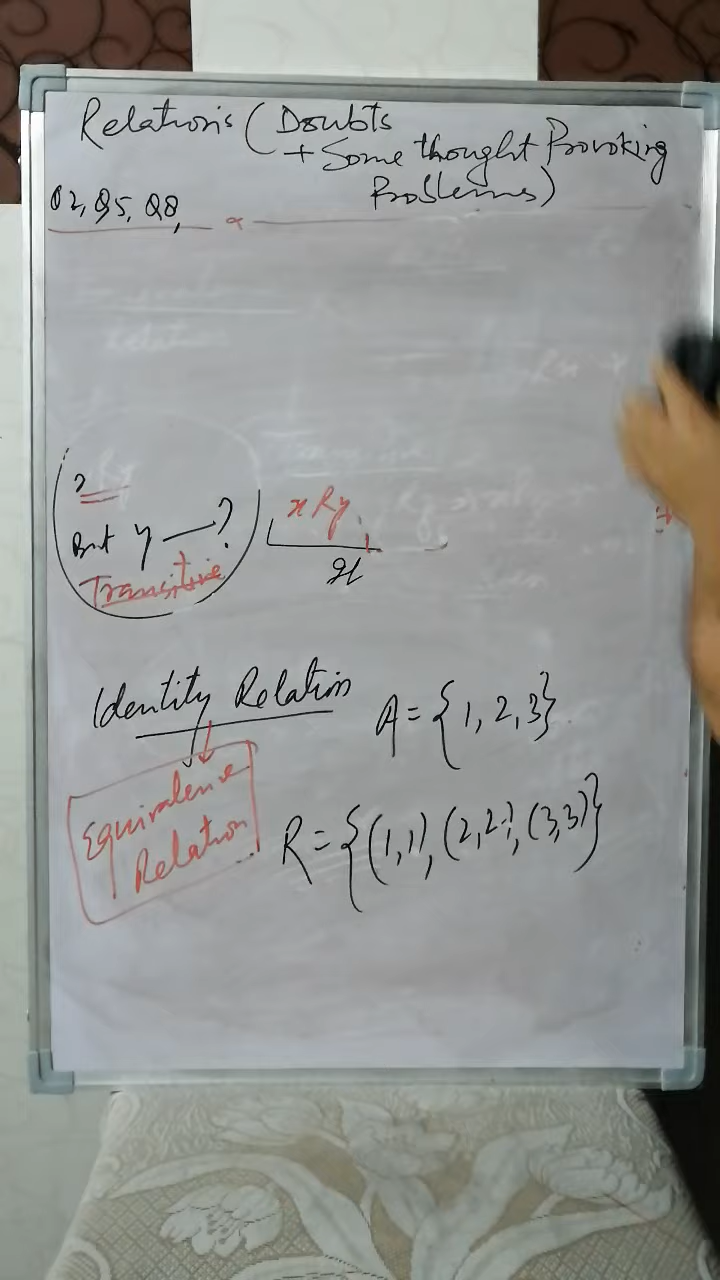 Relations (Doubts
+ Some thought Provoking
Problems)
Q2, Q5, Q8,
But y — ?
Transitive
xRy
Identity Relation
A = {1, 2, 3}
Equivalence
Relation
R = {(1,1), (2,2), (3,3)}